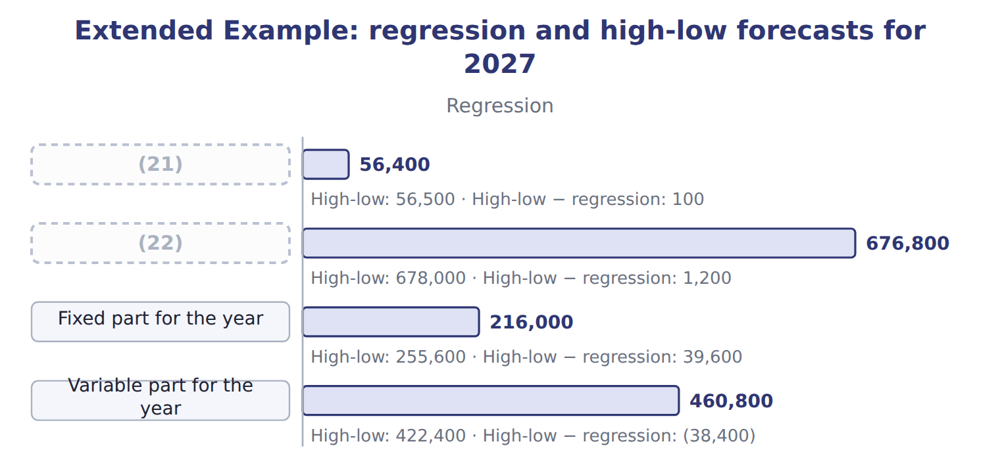 Extended Example: regression and high-low forecasts for
2027
Regression
(21)
56,400
High-low: 56,500 · High-low − regression: 100
(22)
676,800
High-low: 678,000 · High-low − regression: 1,200
Fixed part for the year
216,000
High-low: 255,600 · High-low − regression: 39,600
Variable part for the
year
460,800
High-low: 422,400 · High-low − regression: (38,400)